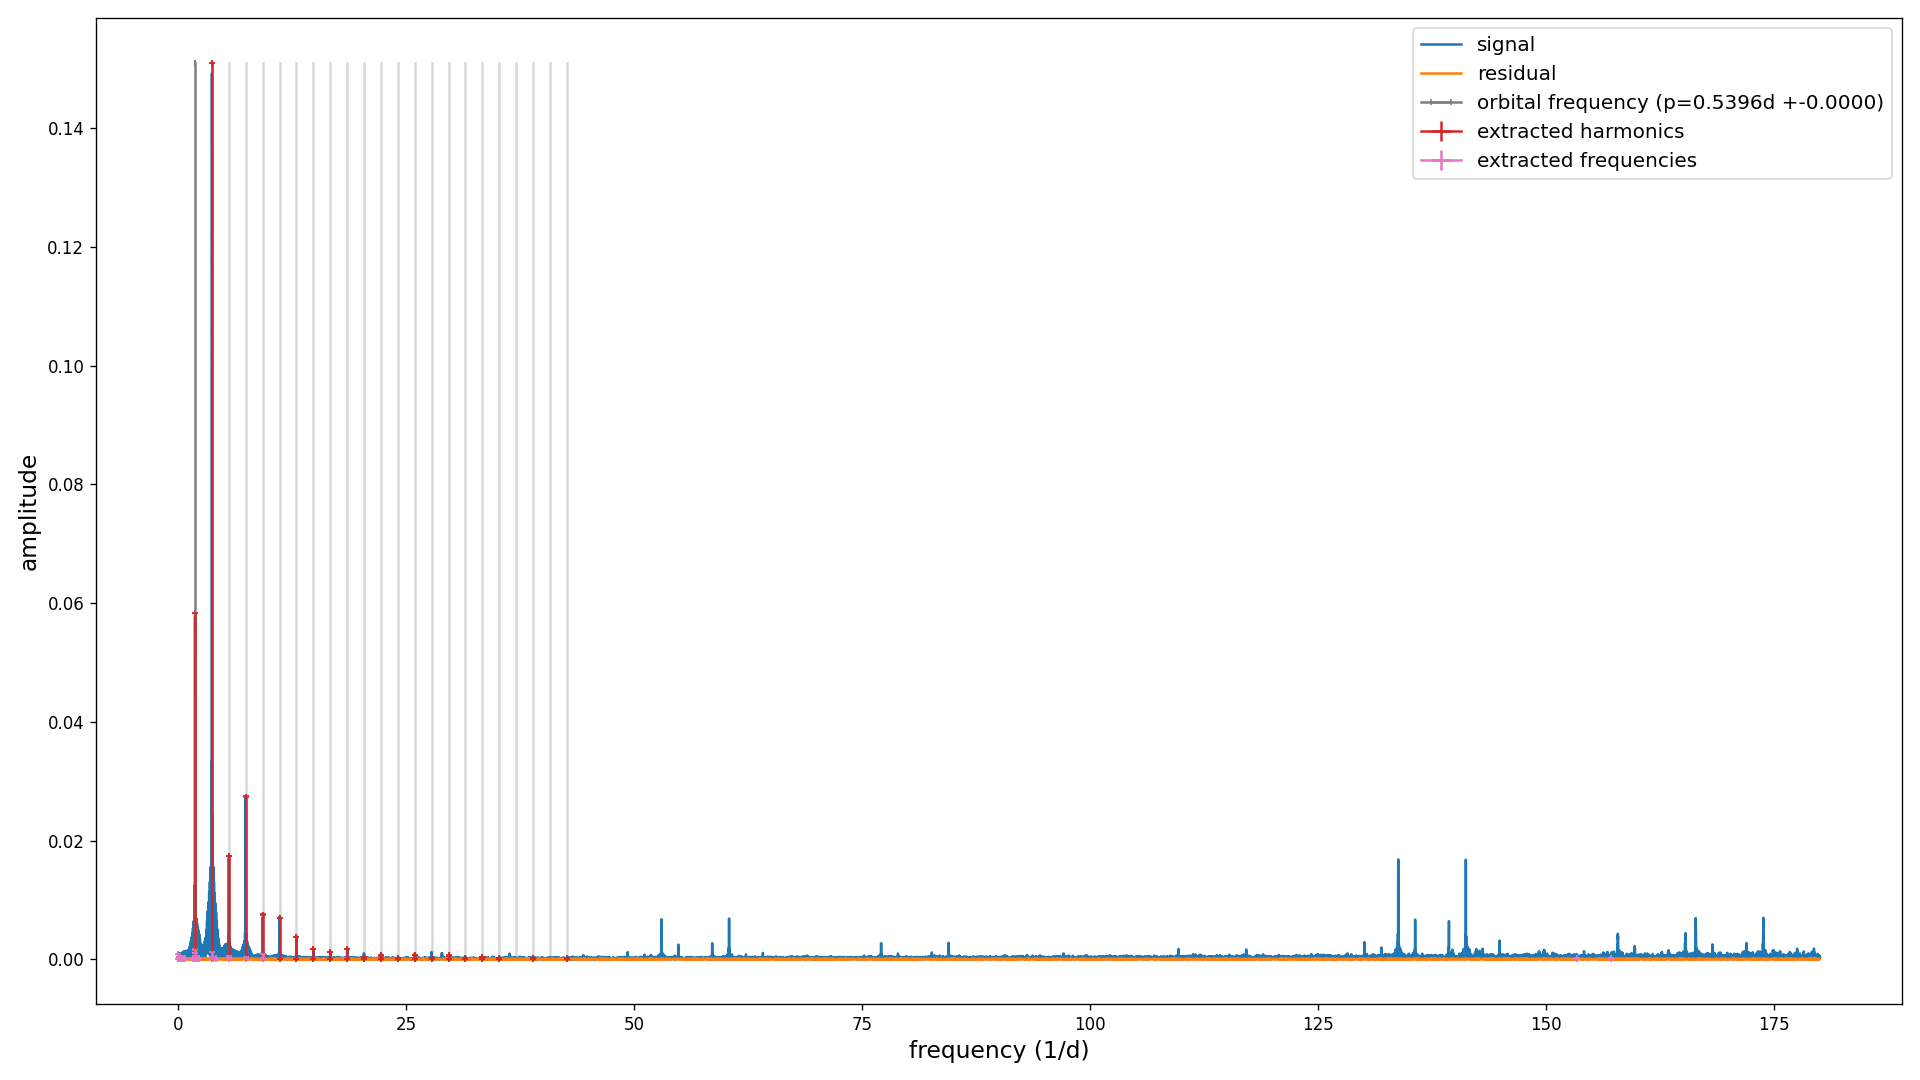 signal
residual
orbital frequency (p=0.5396d +-0.0000)
extracted harmonics
extracted frequencies
amplitude
0.14
0.12
0.10
0.08
0.06
0.04
0.02
0.00
0 25 50 75 100 125 150 175
frequency (1/d)